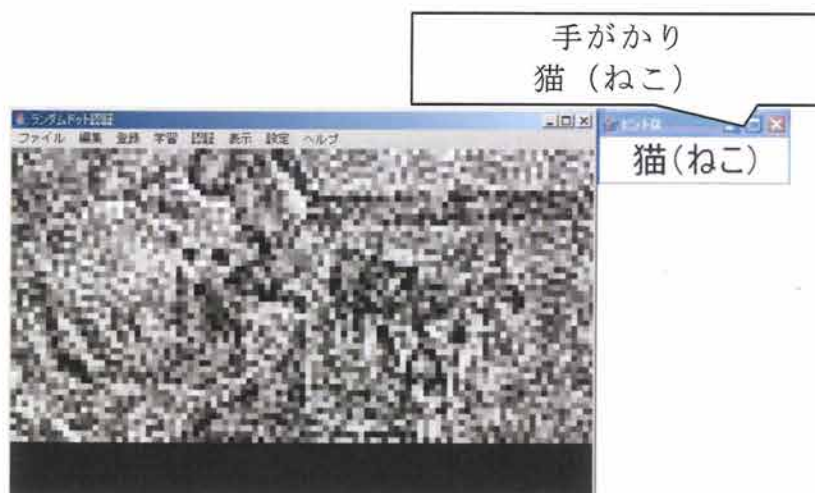 手がかり
猫 (ねこ)
ランダムドット認証
ファイル 編集 登録 学習 認証 表示 設定 ヘルプ
猫(ねこ)